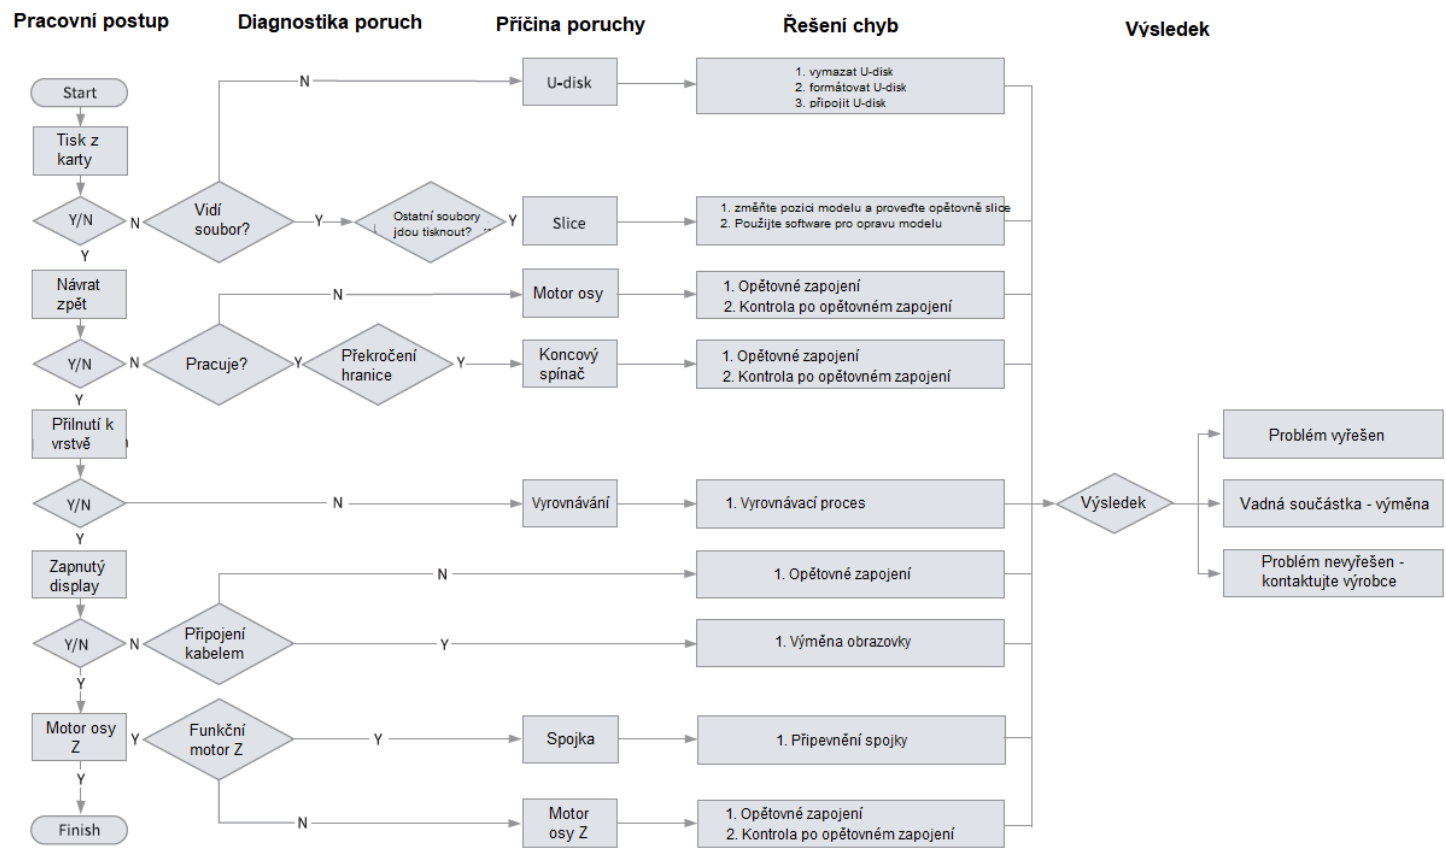 Pracovní postup
Diagnostika poruch
Příčina poruchy
Řešení chyb
Výsledek
Start
N
U-disk
1. vymazat U-disk
2. formátovat U-disk
3. připojit U-disk
Tisk z
karty
Y/N
N
Vidí
soubor?
Y
Ostatní soubory
jdou tisknout?
Y
Slice
1. změňte pozici modelu a proveďte opětovně slice
2. Použijte software pro opravu modelu
Y
Návrat
zpět
N
Motor osy
1. Opětovné zapojení
2. Kontrola po opětovném zapojení
Y/N
N
Pracuje?
Y
Překročení
hranice
Y
Koncový
spínač
1. Opětovné zapojení
2. Kontrola po opětovném zapojení
Y
Přilnutí k
vrstvě
Y/N
N
Vyrovnávání
1. Vyrovnávací proces
Výsledek
Problém vyřešen
Vadná součástka - výměna
Problém nevyřešen -
kontaktujte výrobce
Y
Zapnutý
display
N
1. Opětovné zapojení
Y/N
N
Připojení
kabelem
Y
1. Výměna obrazovky
Y
Motor osy
Z
Y
Funkční
motor Z
Y
Spojka
1. Připevnění spojky
Y
Finish
N
Motor
osy Z
1. Opětovné zapojení
2. Kontrola po opětovném zapojení